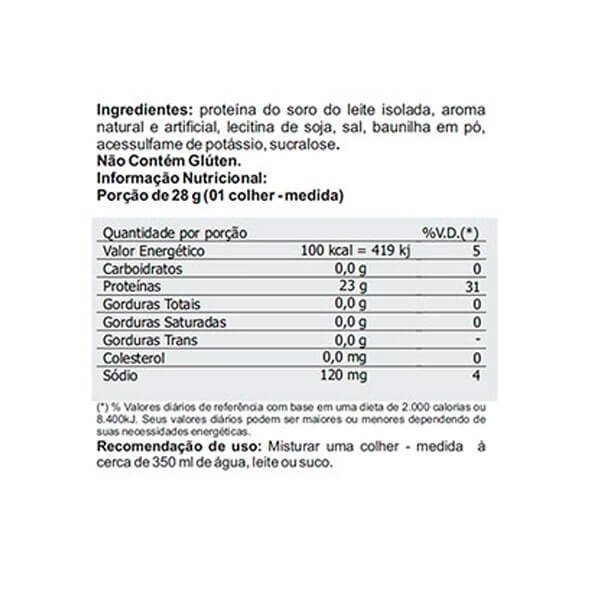 Ingredientes: proteína do soro do leite isolada, aroma
natural e artificial, lecitina de soja, sal, baunilha em pó,
acessulfame de potássio, sucralose.
Não Contém Glúten.
Informação Nutricional:
Porção de 28 g (01 colher - medida)
Quantidade por porção %V.D.(*)
Valor Energético 100 kcal = 419 kj 5
Carboidratos 0,0 g 0
Proteínas 23 g 31
Gorduras Totais 0,0 g 0
Gorduras Saturadas 0,0 g 0
Gorduras Trans 0,0 g -
Colesterol 0,0 mg 0
Sódio 120 mg 4
(*) % Valores diários de referência com base em uma dieta de 2.000 calorias ou
8.400kJ. Seus valores diários podem ser maiores ou menores dependendo de
suas necessidades energéticas.
Recomendação de uso: Misturar uma colher - medida à
cerca de 350 ml de água, leite ou suco.